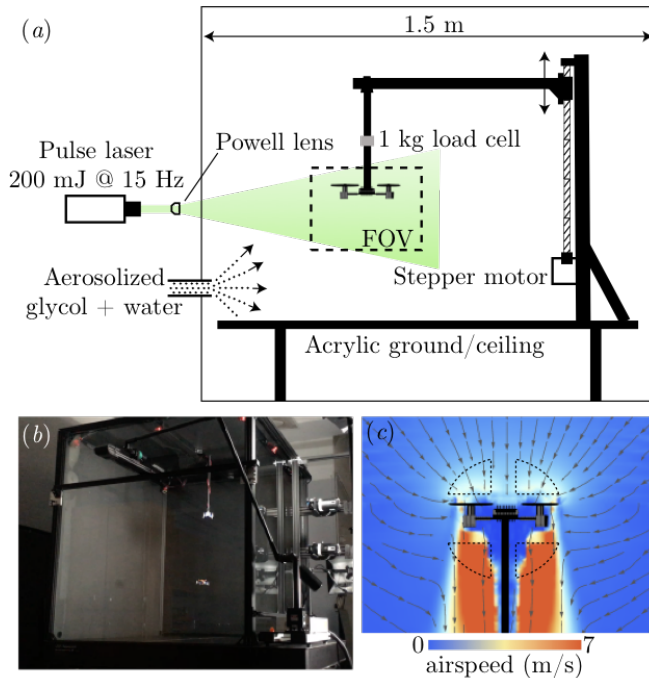 (a)
1.5 m
Powell lens
1 kg load cell
Pulse laser
200 mJ @ 15 Hz
FOV
Stepper motor
Aerosolized
glycol + water
Acrylic ground/ceiling
(b)
(c)
0
7
airspeed (m/s)